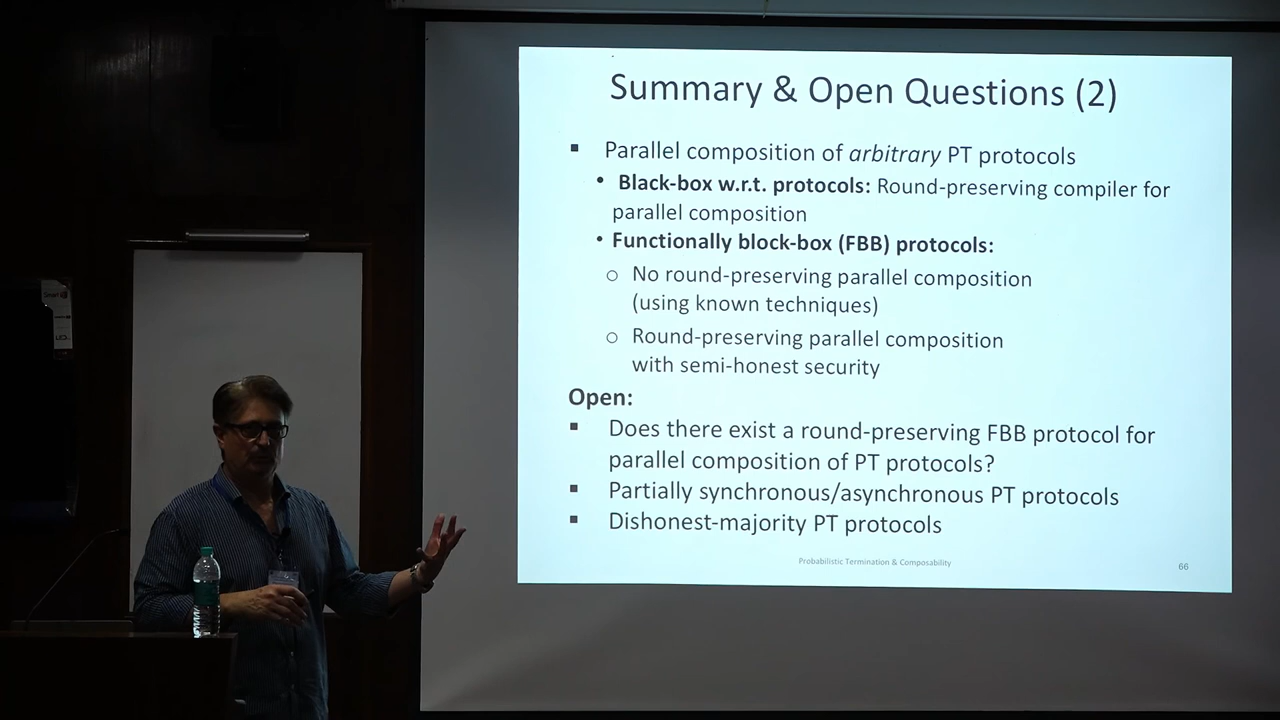 Summary & Open Questions (2)
Parallel composition of arbitrary PT protocols
Black-box w.r.t. protocols: Round-preserving compiler for
parallel composition
Functionally block-box (FBB) protocols:
No round-preserving parallel composition
(using known techniques)
Round-preserving parallel composition
with semi-honest security
Open:
Does there exist a round-preserving FBB protocol for
parallel composition of PT protocols?
Partially synchronous/asynchronous PT protocols
Dishonest-majority PT protocols
Probabilistic Termination & Composability
66